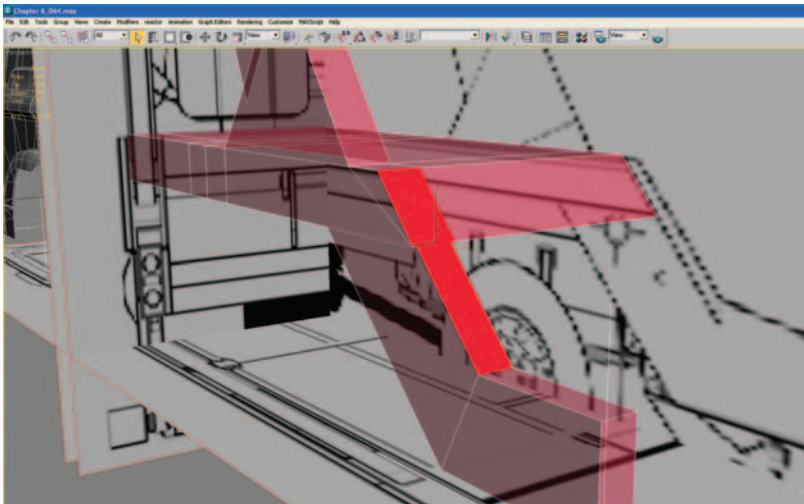 Chapter 6_064.max
File Edit Tools Group Views Create Modifiers reactor Animation Graph Editors Rendering Customize MAXScript Help
All View View